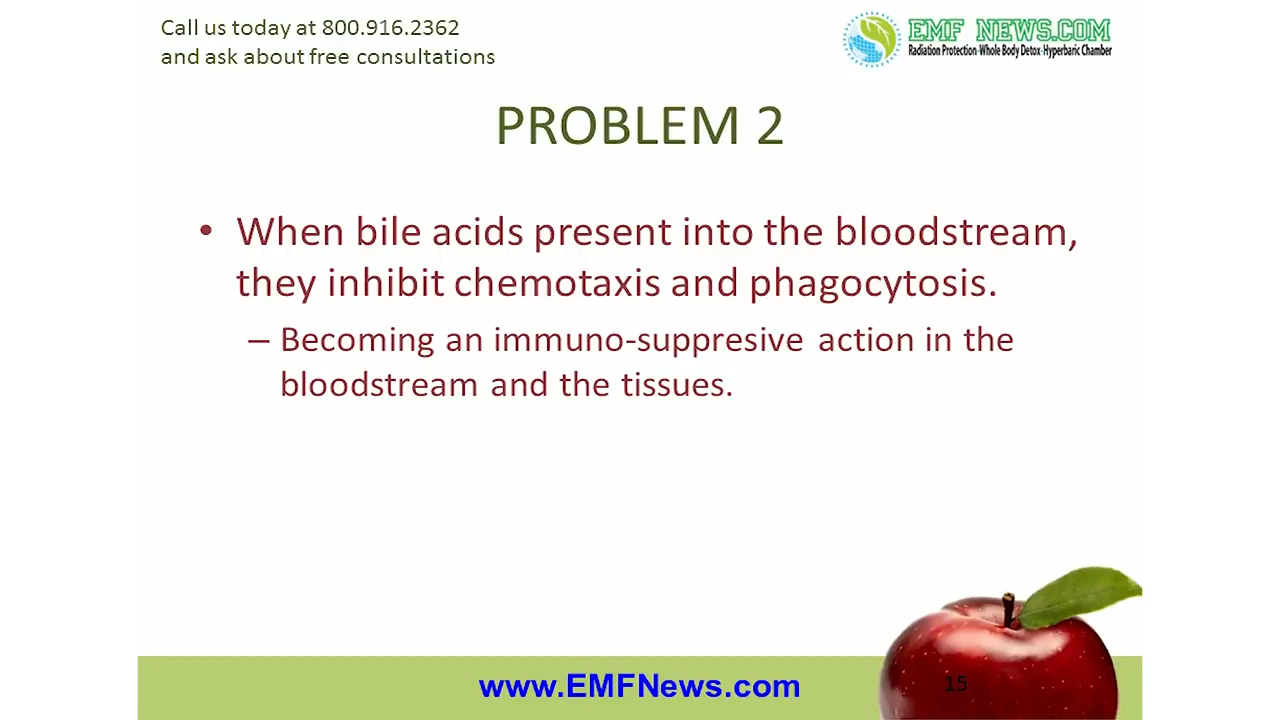 Call us today at 800.916.2362
and ask about free consultations
EMF NEWS.COM
Radiation Protection-Whole Body Detox-Hyperbaric Chamber
PROBLEM 2
• When bile acids present into the bloodstream,
they inhibit chemotaxis and phagocytosis.
– Becoming an immuno-suppresive action in the
bloodstream and the tissues.
www.EMFNews.com
15